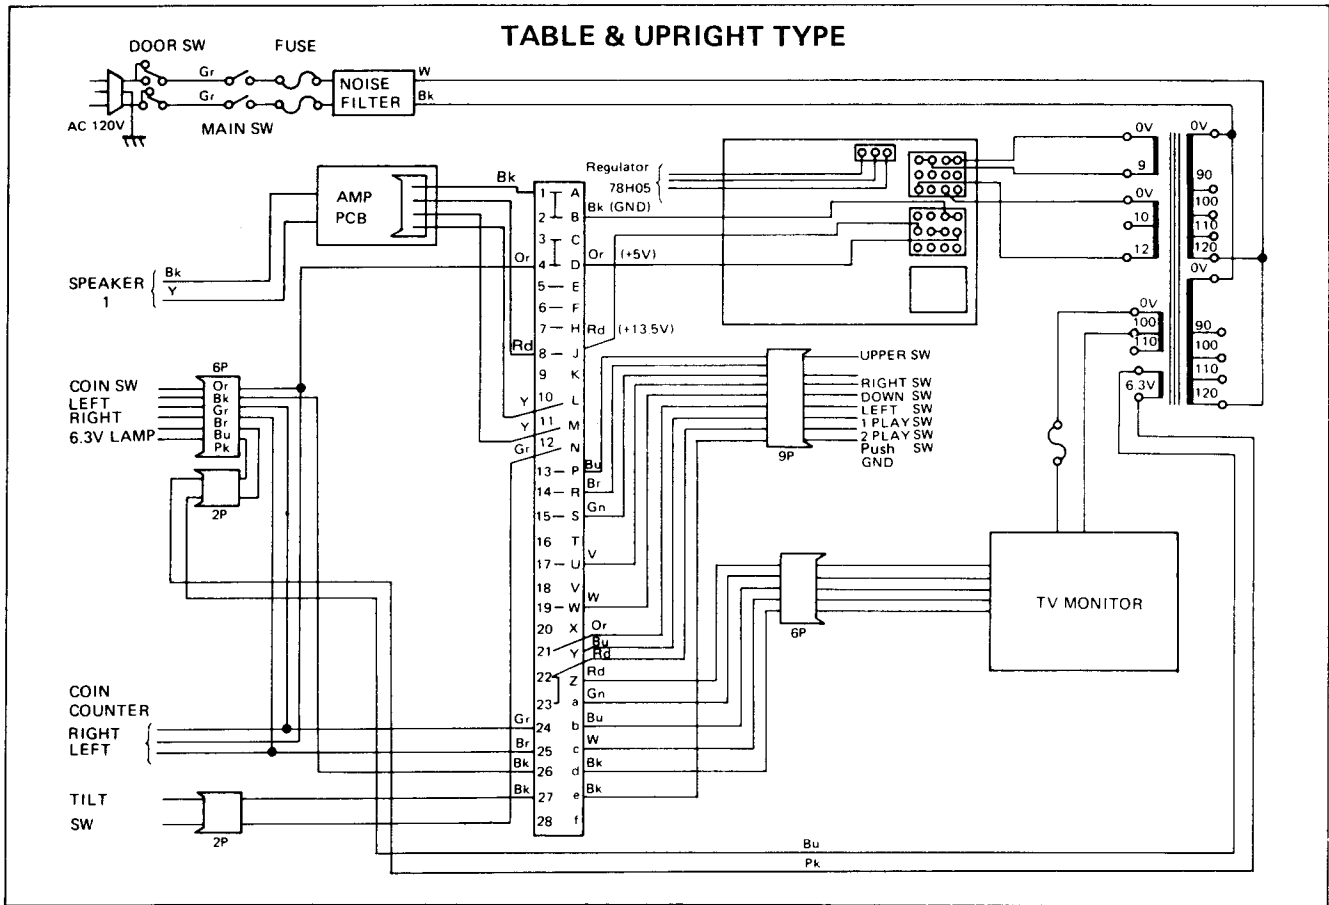 TABLE & UPRIGHT TYPE
DOOR SW
FUSE
Gr
Gr
NOISE
FILTER
W
Bk
AC 120V
MAIN SW
AMP
PCB
Bk
Regulator
78H05
Bk (GND)
Or (+5V)
Rd (+13.5V)
0V
9
0V
10
12
0V
90
100
110
120
0V
90
100
110
120
0V
100
110
6.3V
SPEAKER
1
Bk
Y
Or
Rd
Y
Y
Gr
1 A
2 B
3 C
4 D
5 E
6 F
7 H
8 J
9 K
10 L
11 M
12 N
13 P
14 R
15 S
16 T
17 U
18 V
19 W
20 X
21 Y
22 Z
23 a
24 b
25 c
26 d
27 e
28 f
Bu
Br
Gn
V
W
Or
Bu
Rd
Rd
Gn
Bu
W
Bk
Bk
6P
COIN SW
LEFT
RIGHT
6.3V LAMP
Or
Bk
Gr
Br
Bu
Pk
2P
UPPER SW
RIGHT SW
DOWN SW
LEFT SW
1 PLAY SW
2 PLAY SW
Push SW
GND
9P
6P
TV MONITOR
COIN
COUNTER
RIGHT
LEFT
Gr
Br
Bk
Bk
TILT
SW
2P
Bu
Pk